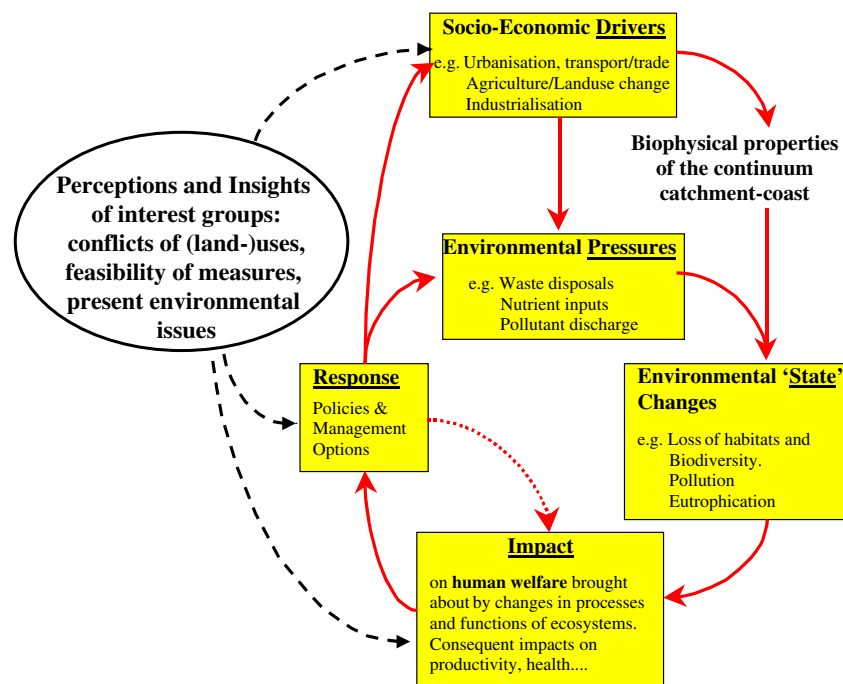 Socio-Economic Drivers
e.g. Urbanisation, transport/trade
Agriculture/Landuse change
Industrialisation
Biophysical properties
of the continuum
catchment-coast
Perceptions and Insights
of interest groups:
conflicts of (land-)uses,
feasibility of measures,
present environmental
issues
Environmental Pressures
e.g. Waste disposals
Nutrient inputs
Pollutant discharge
Response
Policies &
Management
Options
Environmental ‘State’
Changes
e.g. Loss of habitats and
Biodiversity.
Pollution
Eutrophication
Impact
on human welfare brought
about by changes in processes
and functions of ecosystems.
Consequent impacts on
productivity, health....